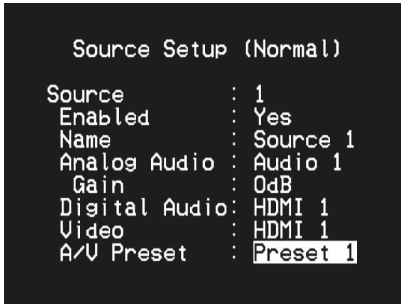 Source Setup (Normal)
Source : 1
Enabled : Yes
Name : Source 1
Analog Audio : Audio 1
Gain : 0dB
Digital Audio: HDMI 1
Video : HDMI 1
A/V Preset : Preset 1